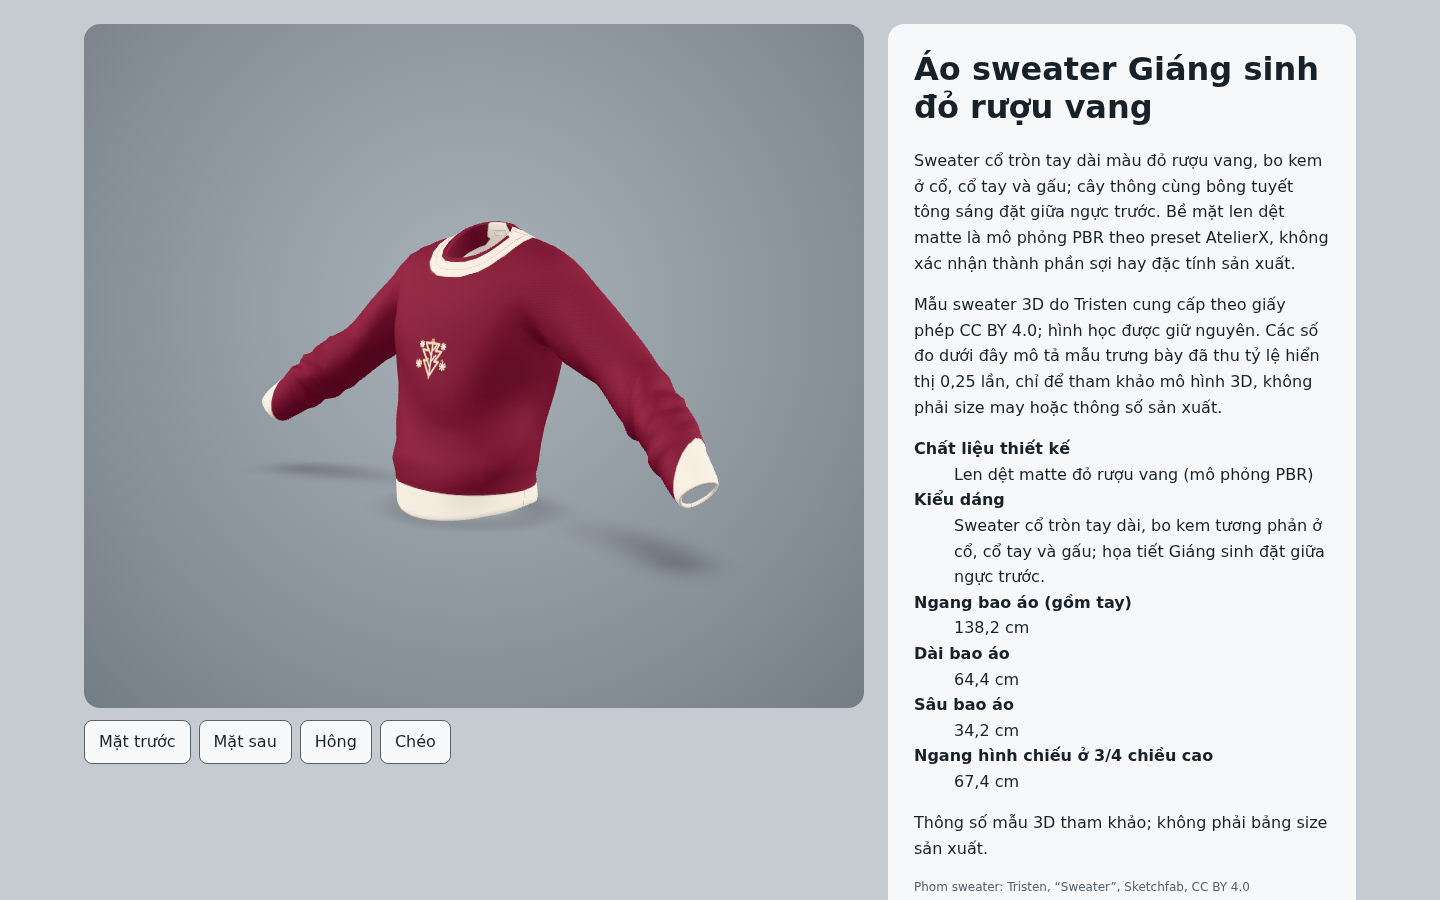 Áo sweater Giáng sinh
đỏ rượu vang
Sweater cổ tròn tay dài màu đỏ rượu vang, bo kem
ở cổ, cổ tay và gấu; cây thông cùng bông tuyết
tông sáng đặt giữa ngực trước. Bề mặt len dệt
matte là mô phỏng PBR theo preset AtelierX, không
xác nhận thành phần sợi hay đặc tính sản xuất.
Mẫu sweater 3D do Tristen cung cấp theo giấy
phép CC BY 4.0; hình học được giữ nguyên. Các số
đo dưới đây mô tả mẫu trưng bày đã thu tỷ lệ hiển
thị 0,25 lần, chỉ để tham khảo mô hình 3D, không
phải size may hoặc thông số sản xuất.
Chất liệu thiết kế
Len dệt matte đỏ rượu vang (mô phỏng PBR)
Kiểu dáng
Sweater cổ tròn tay dài, bo kem tương phản ở
cổ, cổ tay và gấu; họa tiết Giáng sinh đặt giữa
ngực trước.
Ngang bao áo (gồm tay)
138,2 cm
Dài bao áo
64,4 cm
Sâu bao áo
34,2 cm
Ngang hình chiếu ở 3/4 chiều cao
67,4 cm
Thông số mẫu 3D tham khảo; không phải bảng size
sản xuất.
Phom sweater: Tristen, “Sweater”, Sketchfab, CC BY 4.0
Mặt trước
Mặt sau
Hông
Chéo